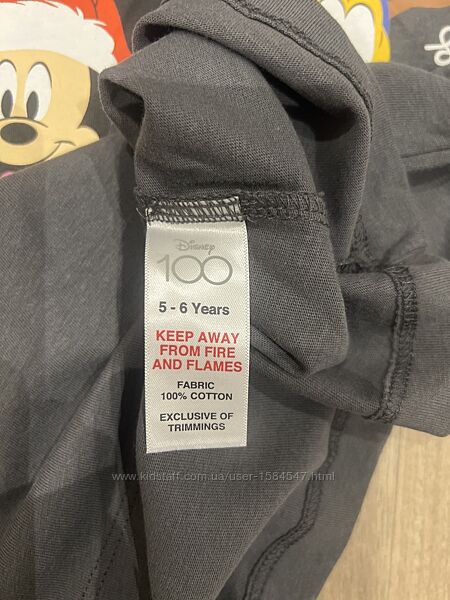 Disney
100
5 - 6 Years
KEEP AWAY
FROM FIRE
AND FLAMES
FABRIC
100% COTTON
EXCLUSIVE OF
TRIMMINGS
www.kidstaff.com.ua/user-1584547.html